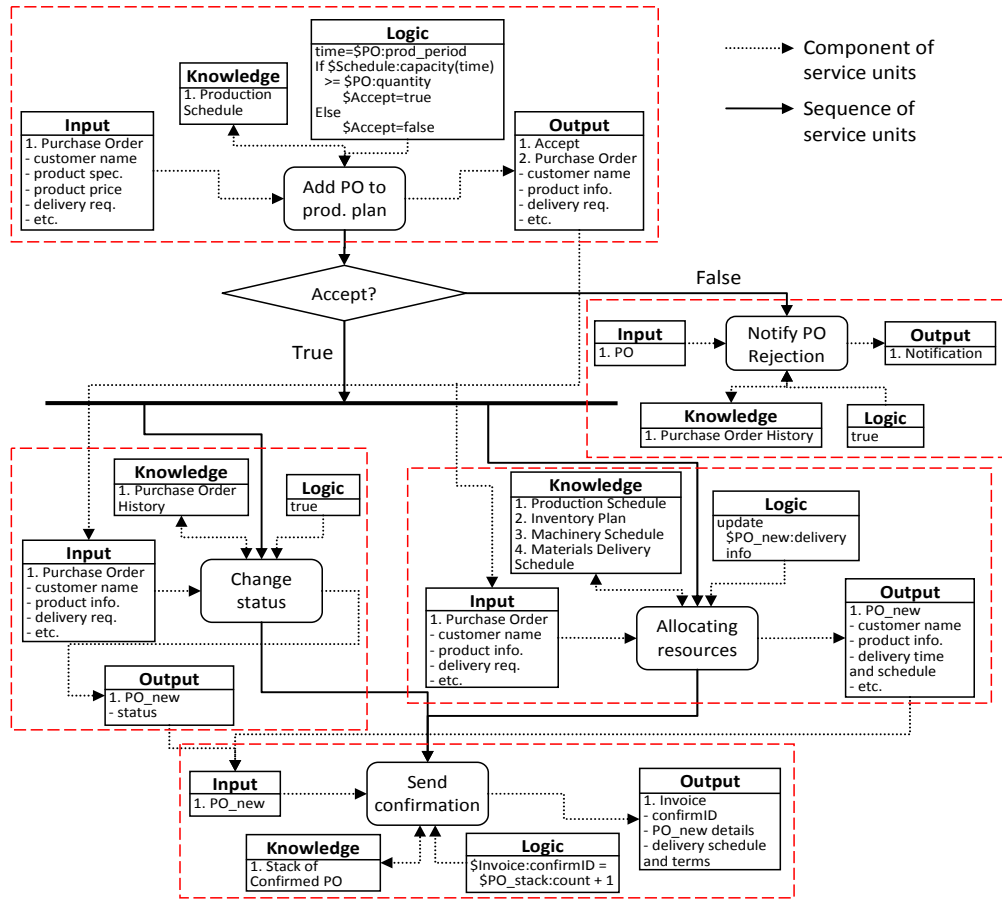 Logic
time=$PO:prod_period
If $Schedule:capacity(time)
>= $PO:quantity
$Accept=true
Else
$Accept=false
Knowledge
1. Production
Schedule
Input
1. Purchase Order
- customer name
- product spec.
- product price
- delivery req.
- etc.
Add PO to
prod. plan
Output
1. Accept
2. Purchase Order
- customer name
- product info.
- delivery req.
- etc.
Component of
service units
Sequence of
service units
Accept?
False
True
Input
1. PO
Notify PO
Rejection
Output
1. Notification
Knowledge
1. Purchase Order History
Logic
true
Knowledge
1. Purchase Order
History
Logic
true
Input
1. Purchase Order
- customer name
- product info.
- delivery req.
- etc.
Change
status
Output
1. PO_new
- status
Knowledge
1. Production Schedule
2. Inventory Plan
3. Machinery Schedule
4. Materials Delivery
Schedule
Logic
update
$PO_new:delivery
info
Input
1. Purchase Order
- customer name
- product info.
- delivery req.
- etc.
Allocating
resources
Output
1. PO_new
- customer name
- product info.
- delivery time
and schedule
- etc.
Input
1. PO_new
Send
confirmation
Output
1. Invoice
- confirmID
- PO_new details
- delivery schedule
and terms
Knowledge
1. Stack of
Confirmed PO
Logic
$Invoice:confirmID =
$PO_stack:count + 1